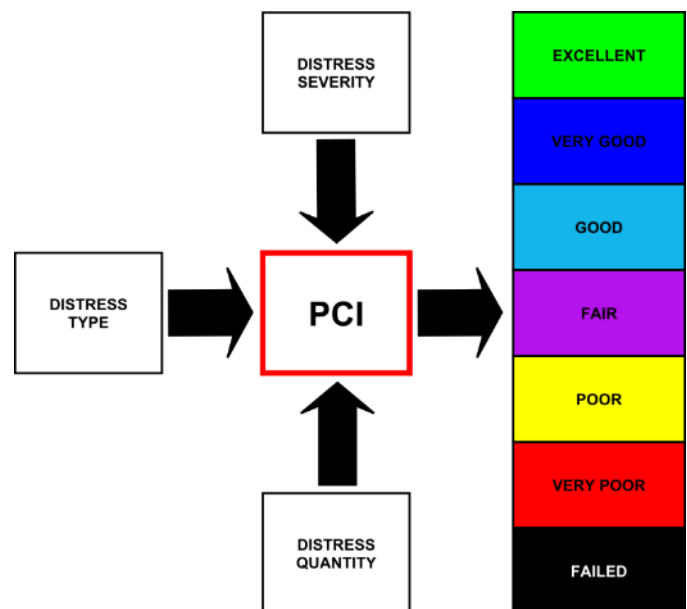 DISTRESS
SEVERITY
DISTRESS
TYPE
PCI
DISTRESS
QUANTITY
EXCELLENT
VERY GOOD
GOOD
FAIR
POOR
VERY POOR
FAILED